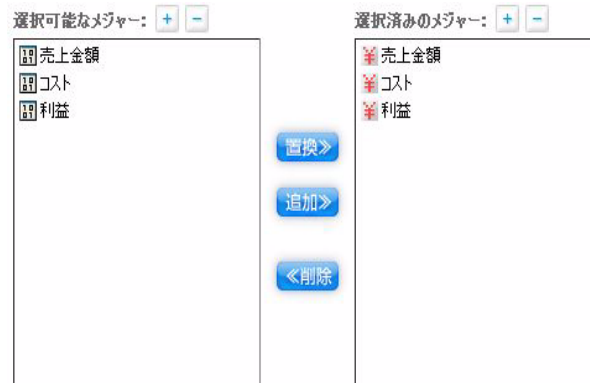 選択可能なメジャー: + −
売上金額
コスト
利益
置換≫
追加≫
≪削除
選択済みのメジャー: + −
¥ 売上金額
¥ コスト
¥ 利益